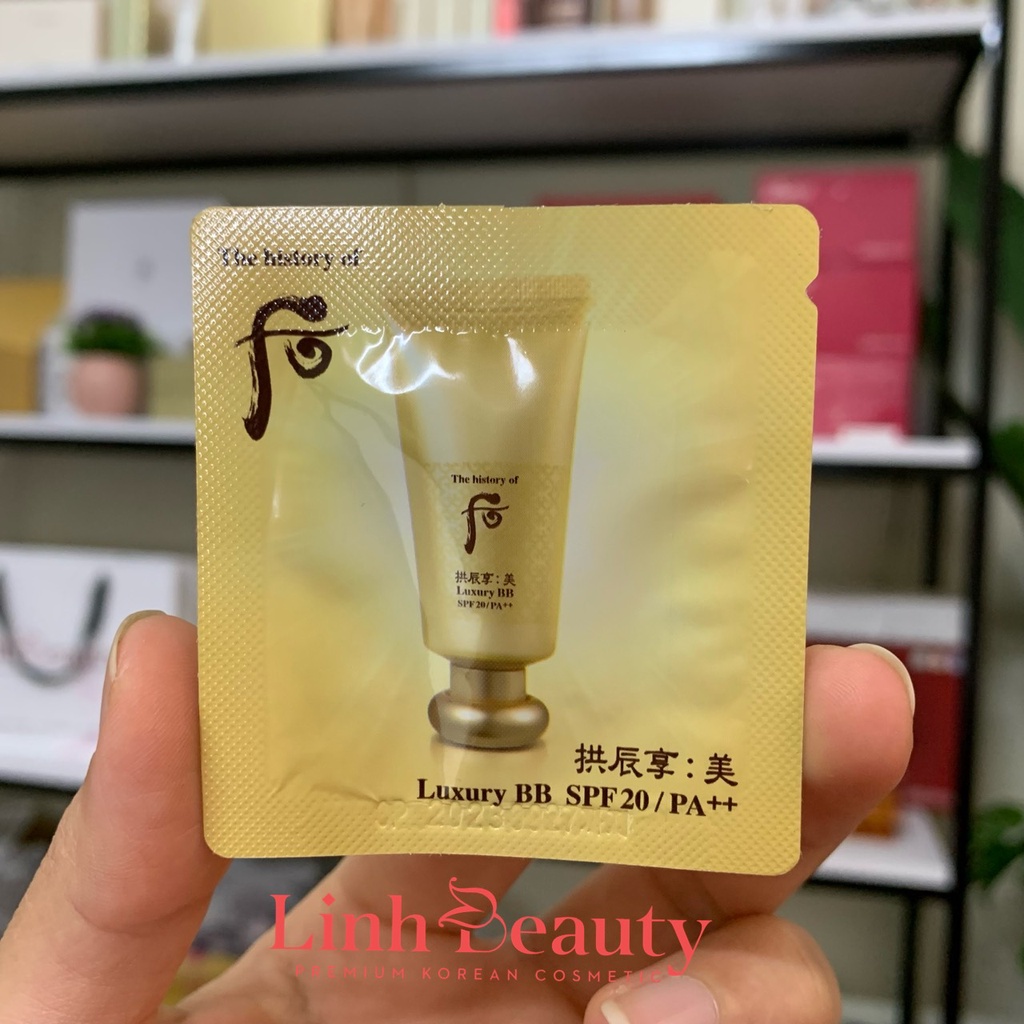 The history of
后
The history of
后
拱辰享: 美
Luxury BB
SPF20/PA++
拱辰享: 美
Luxury BB SPF20/PA++
Linh Beauty
PREMIUM KOREAN COSMETIC